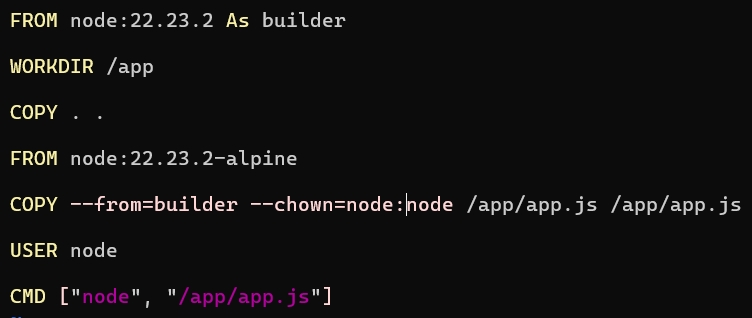 FROM node:22.23.2 As builder
WORKDIR /app
COPY . .
FROM node:22.23.2-alpine
COPY --from=builder --chown=node:node /app/app.js /app/app.js
USER node
CMD ["node", "/app/app.js"]